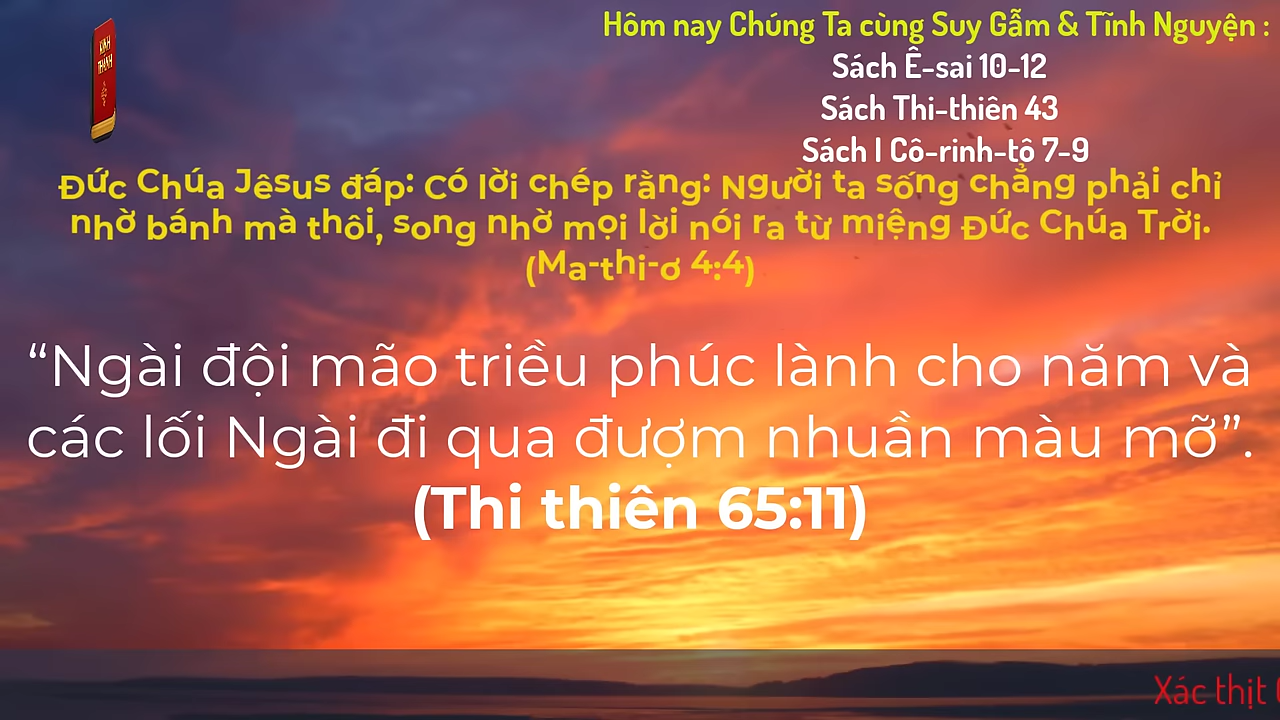 KINH
THÁNH
Hôm nay Chúng Ta cùng Suy Gẫm & Tĩnh Nguyện :
Sách Ê-sai 10-12
Sách Thi-thiên 43
Sách I Cô-rinh-tô 7-9
Đức Chúa Jêsus đáp: Có lời chép rằng: Người ta sống chẳng phải chỉ
nhờ bánh mà thôi, song nhờ mọi lời nói ra từ miệng Đức Chúa Trời.
(Ma-thi-ơ 4:4)
“Ngài đội mão triều phúc lành cho năm và
các lối Ngài đi qua đượm nhuần màu mỡ”.
(Thi thiên 65:11)
Xác thịt